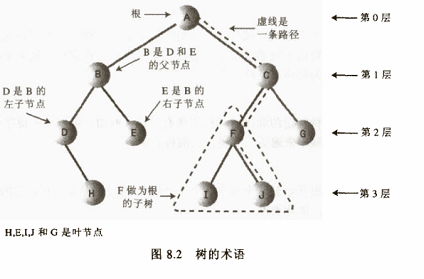 根
A
虚线是
一条路径
第 0 层
B 是 D 和 E
的父节点
B
C
第 1 层
D 是 B 的
左子节点
E 是 B 的
右子节点
D
E
F
G
第 2 层
F 做为根
的子树
H
I
J
第 3 层
H,E,I,J 和 G 是叶节点
图 8.2 树的术语